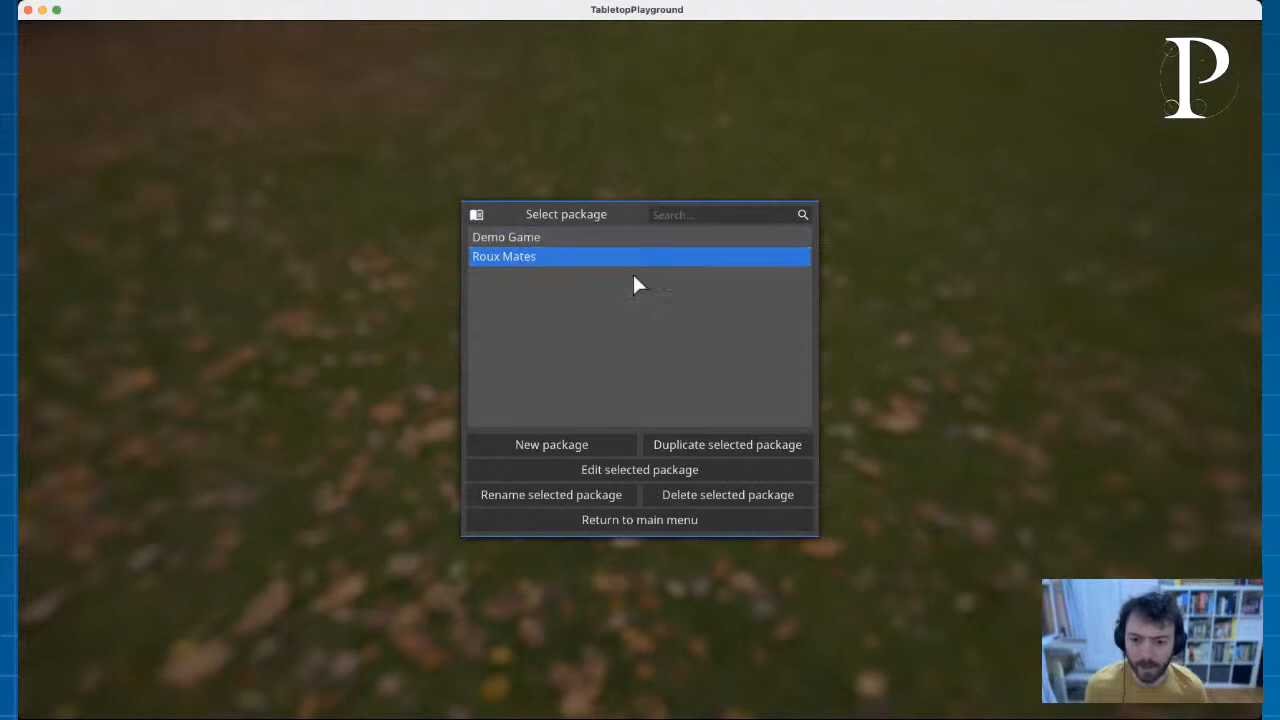 TabletopPlayground
P
Select package
Search...
Demo Game
Roux Mates
New package
Duplicate selected package
Edit selected package
Rename selected package
Delete selected package
Return to main menu